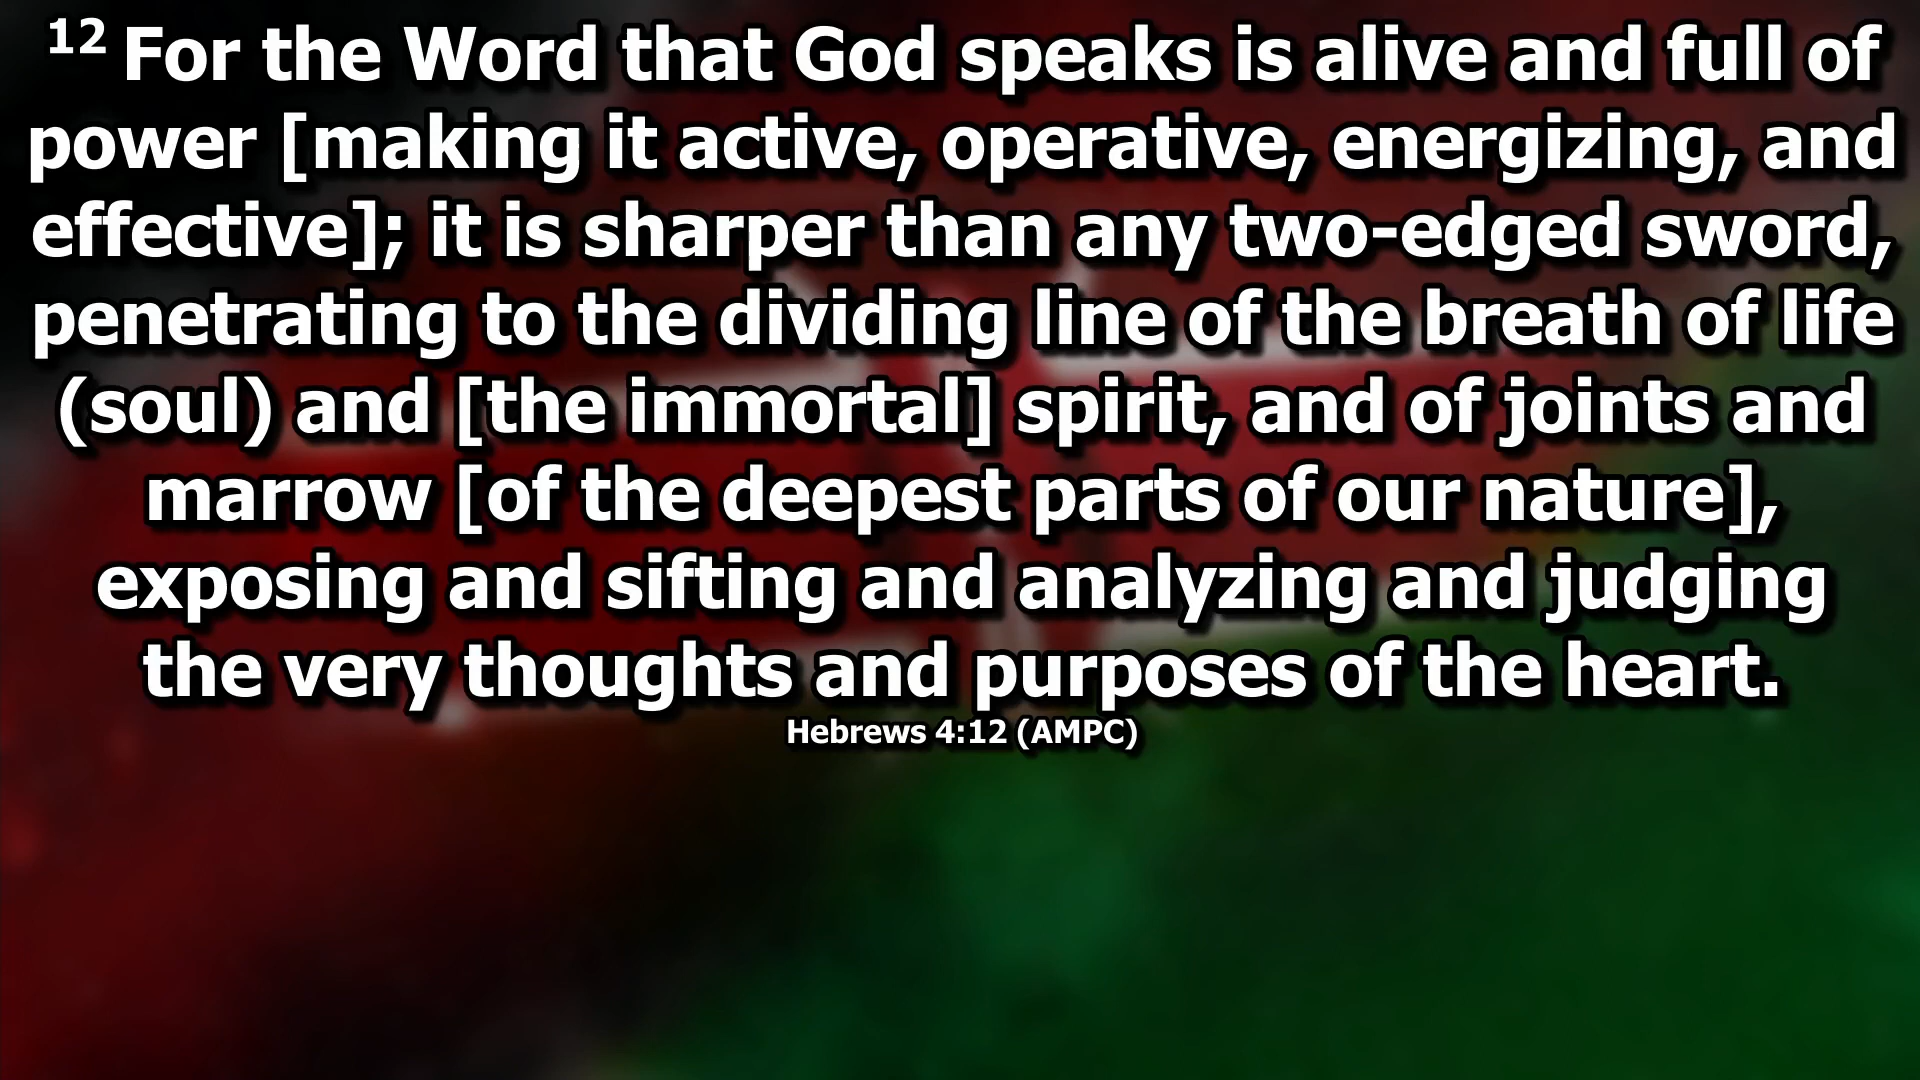 12 For the Word that God speaks is alive and full of
power [making it active, operative, energizing, and
effective]; it is sharper than any two-edged sword,
penetrating to the dividing line of the breath of life
(soul) and [the immortal] spirit, and of joints and
marrow [of the deepest parts of our nature],
exposing and sifting and analyzing and judging
the very thoughts and purposes of the heart.
Hebrews 4:12 (AMPC)